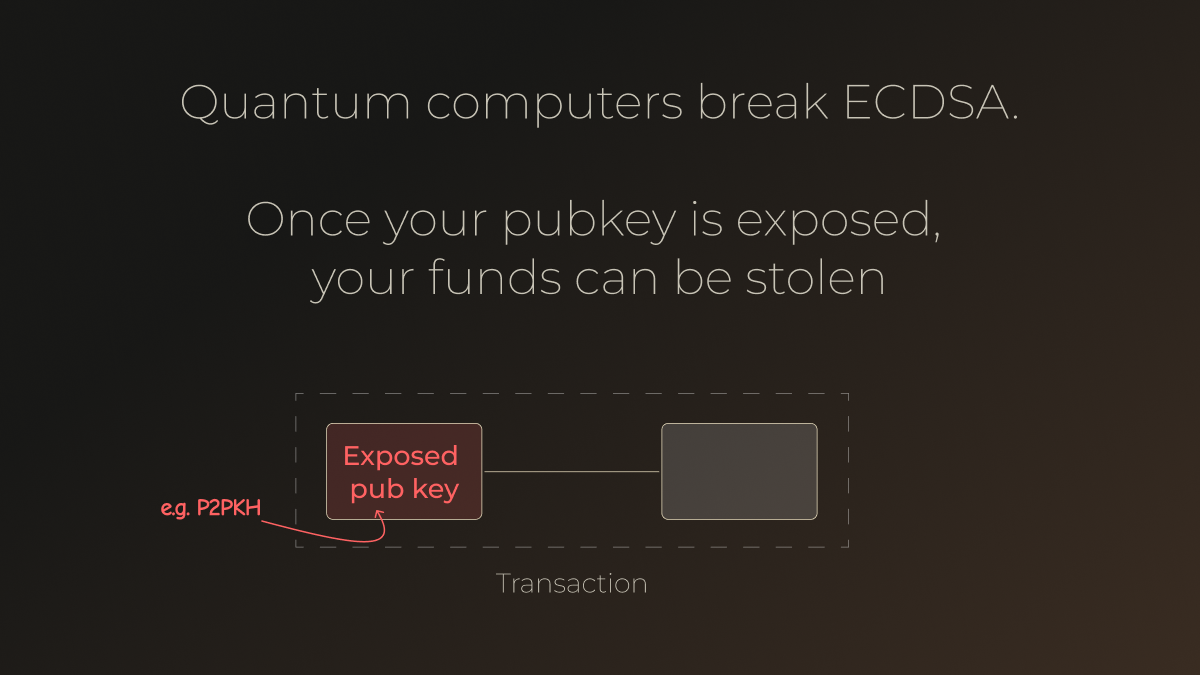 Quantum computers break ECDSA.
Once your pubkey is exposed,
your funds can be stolen
Exposed
pub key
e.g. P2PKH
Transaction